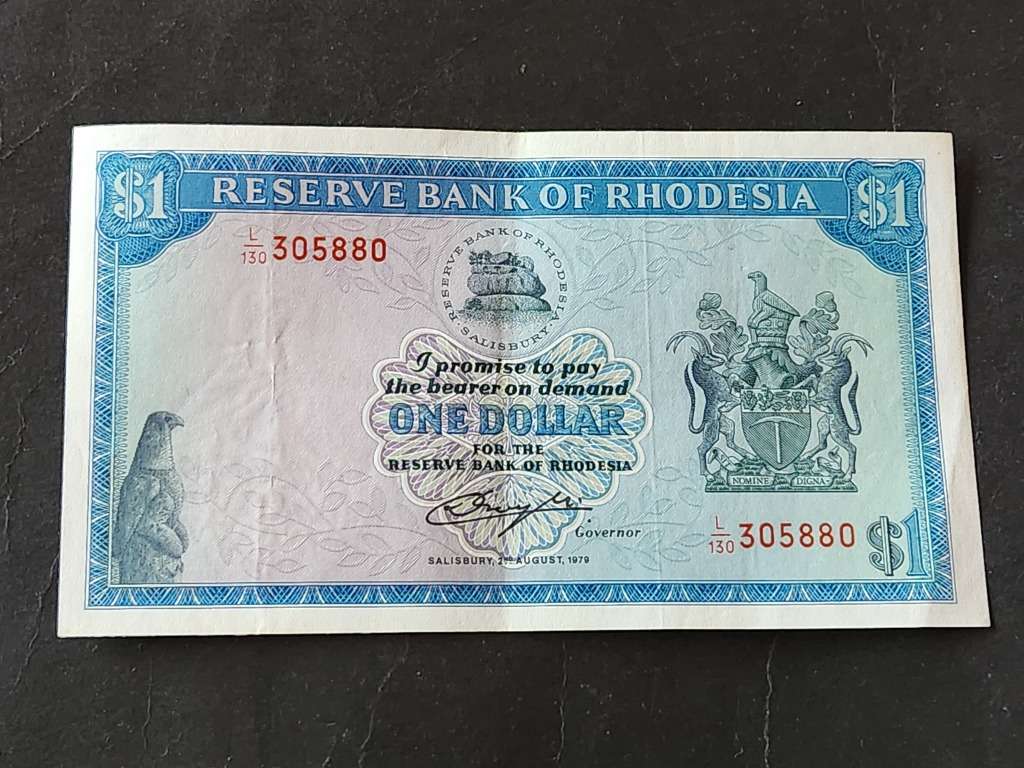 $1 RESERVE BANK OF RHODESIA $1
L/130 305880
RESERVE BANK OF RHODESIA
· SALISBURY ·
I promise to pay
the bearer on demand
ONE DOLLAR
FOR THE
RESERVE BANK OF RHODESIA
Governor
SALISBURY, 2ND AUGUST, 1979
SIT NOMINE DIGNA
L/130 305880
$1